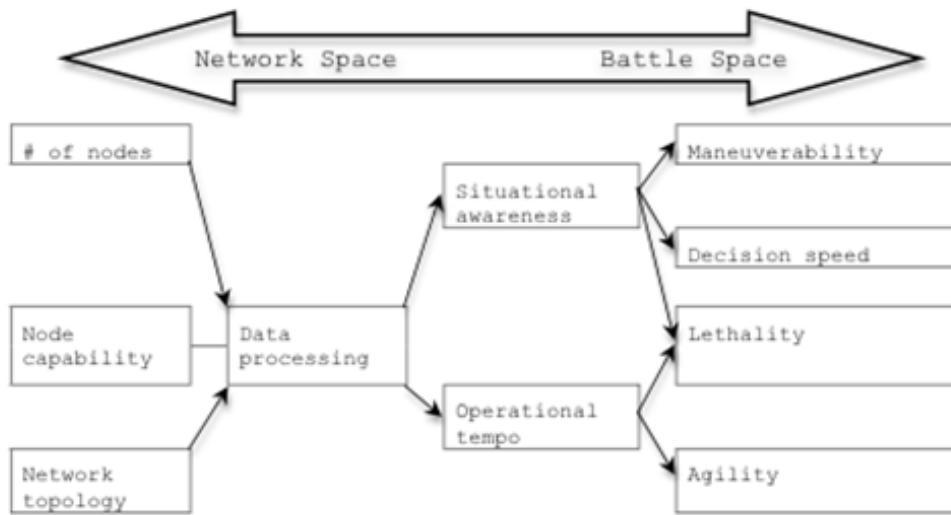 Network Space
Battle Space
# of nodes
Maneuverability
Situational
awareness
Decision speed
Node
capability
Data
processing
Lethality
Operational
tempo
Network
topology
Agility